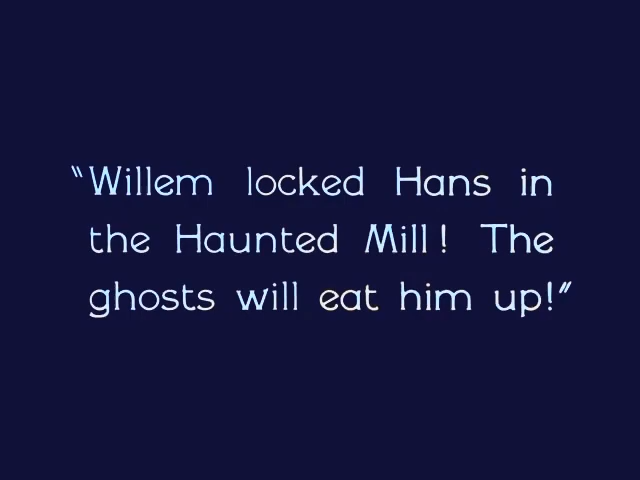 “Willem locked Hans in
the Haunted Mill! The
ghosts will eat him up!”